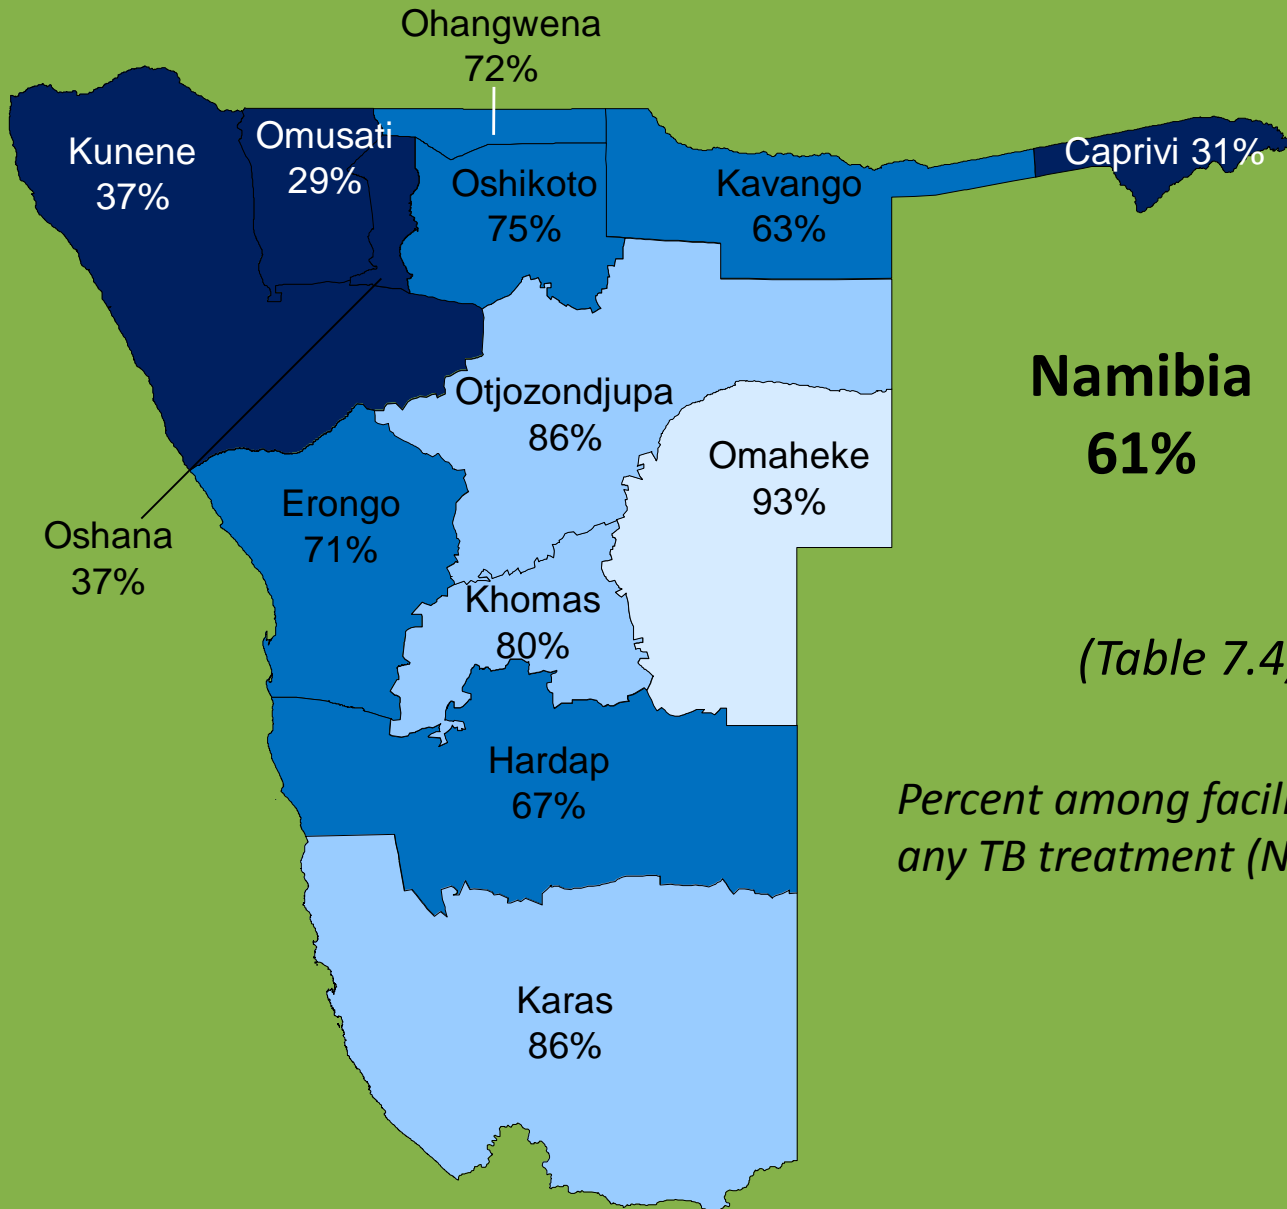 Ohangwena
72%
Kunene
37%
Omusati
29%
Oshikoto
75%
Kavango
63%
Caprivi 31%
Otjozondjupa
86%
Omaheke
93%
Namibia
61%
Erongo
71%
Oshana
37%
Khomas
80%
(Table 7.4)
Hardap
67%
Percent among
any TB treatment
Karas
86%